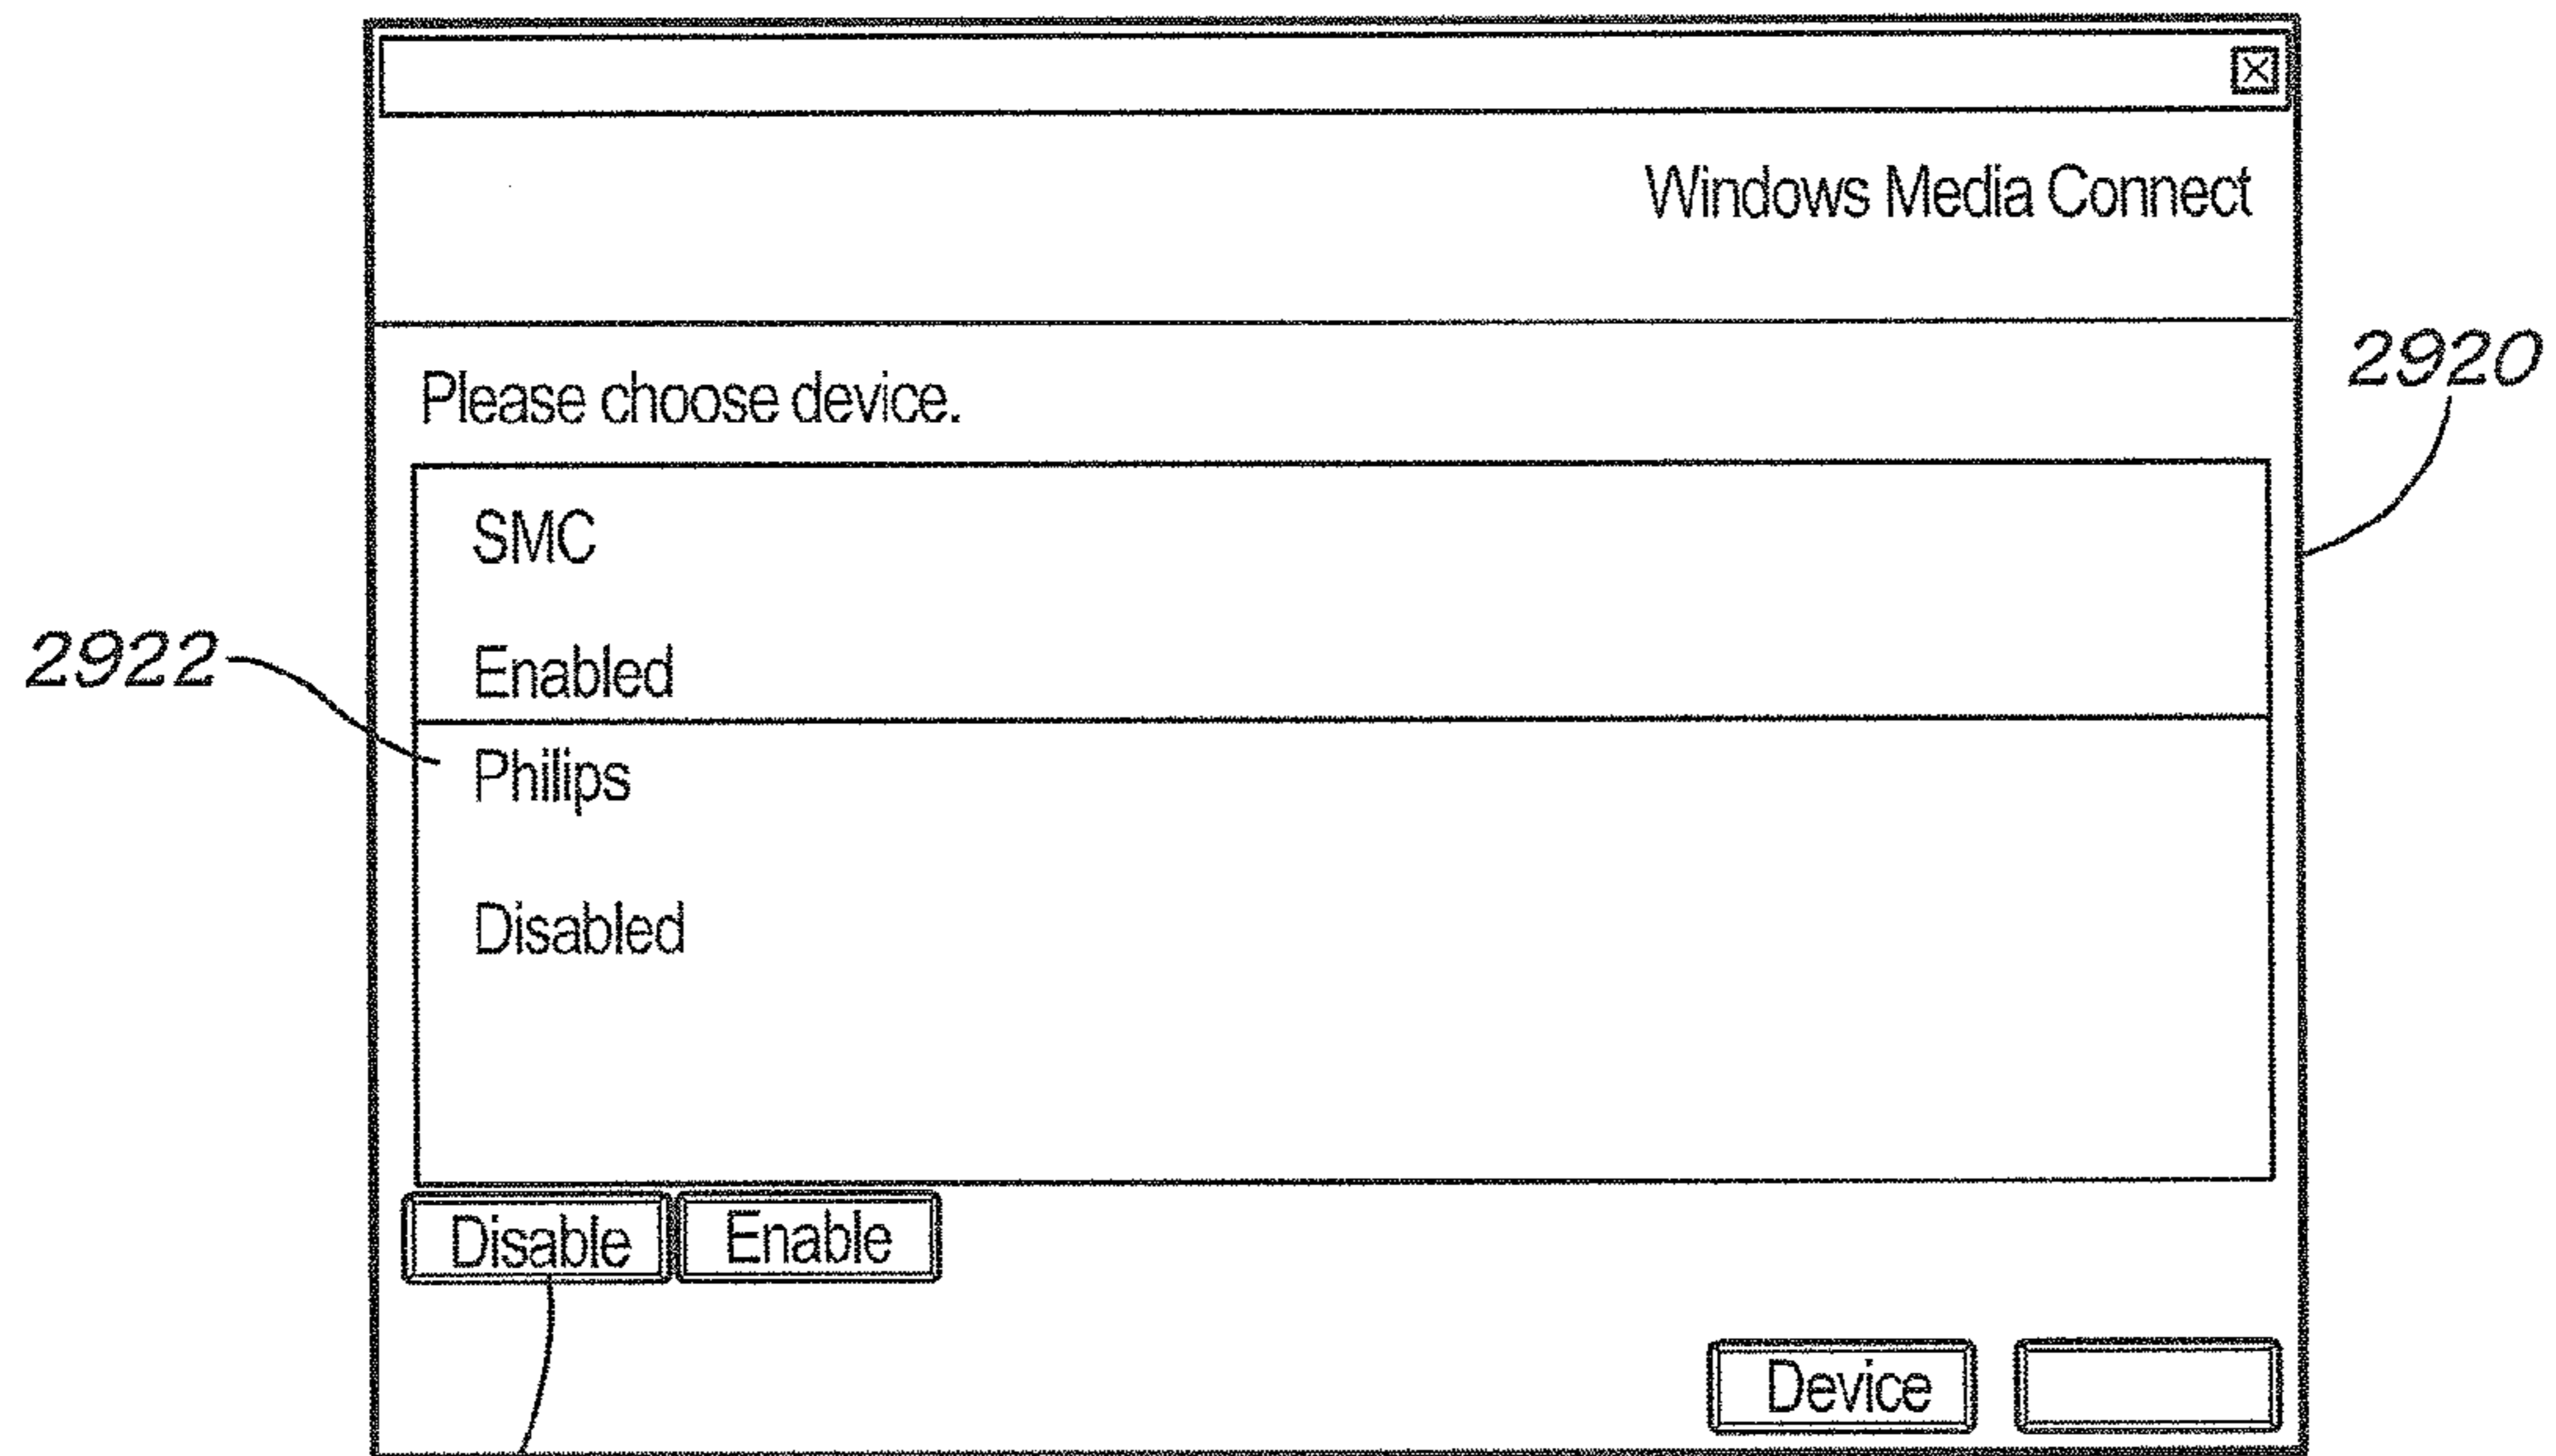 Windows Media Connect
2920
Please choose device.
SMC
Enabled
2922
Philips
Disabled
Disable Enable
Device